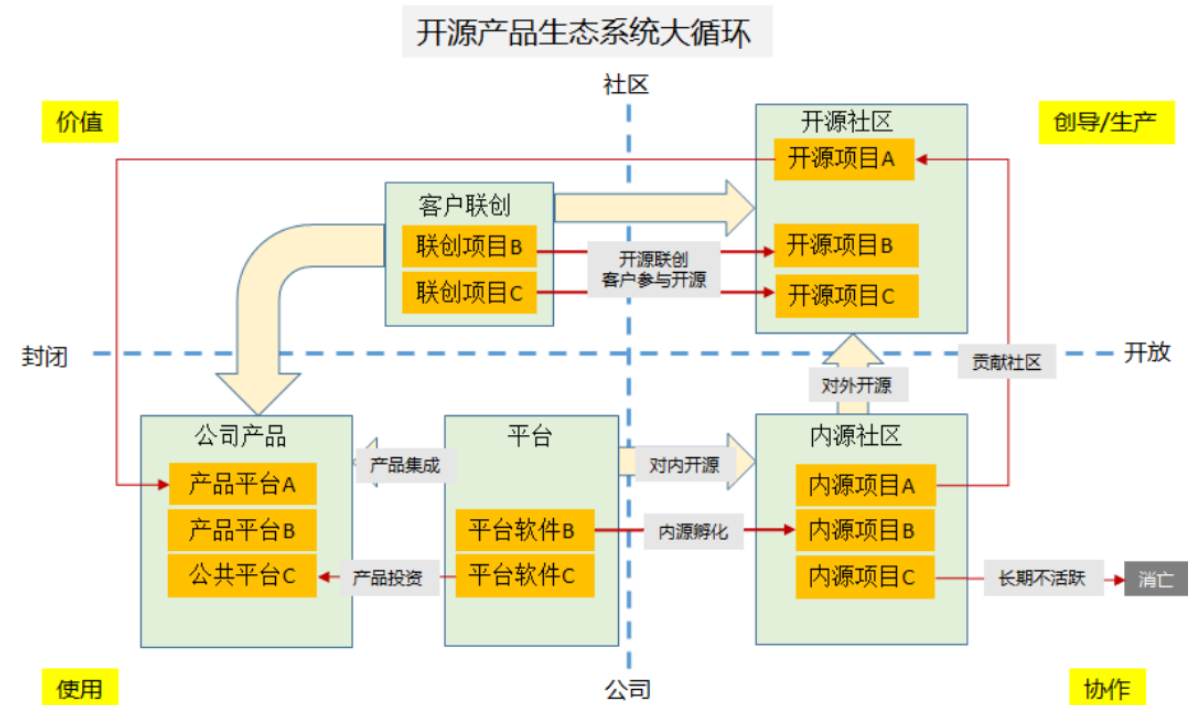 开源产品生态系统大循环
社区
价值
创导/生产
开源社区
开源项目A
客户联创
联创项目B
开源联创
客户参与开源
开源项目B
联创项目C
开源项目C
封闭
开放
贡献社区
对外开源
公司产品
平台
内源社区
产品集成
对内开源
产品平台A
内源项目A
产品平台B
平台软件B
内源孵化
内源项目B
公共平台C
产品投资
平台软件C
内源项目C
长期不活跃
消亡
使用
公司
协作